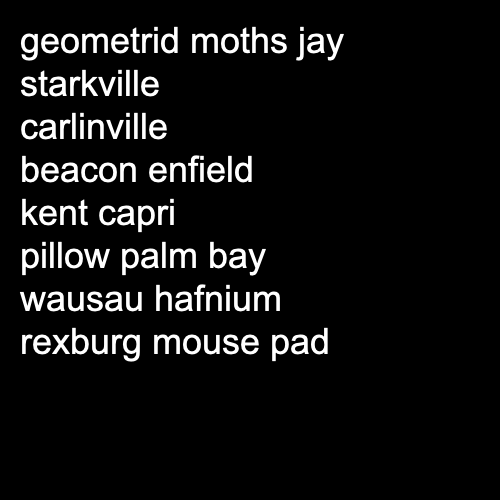 geometrid moths jay
starkville
carlinville
beacon enfield
kent capri
pillow palm bay
wausau hafnium
rexburg mouse pad